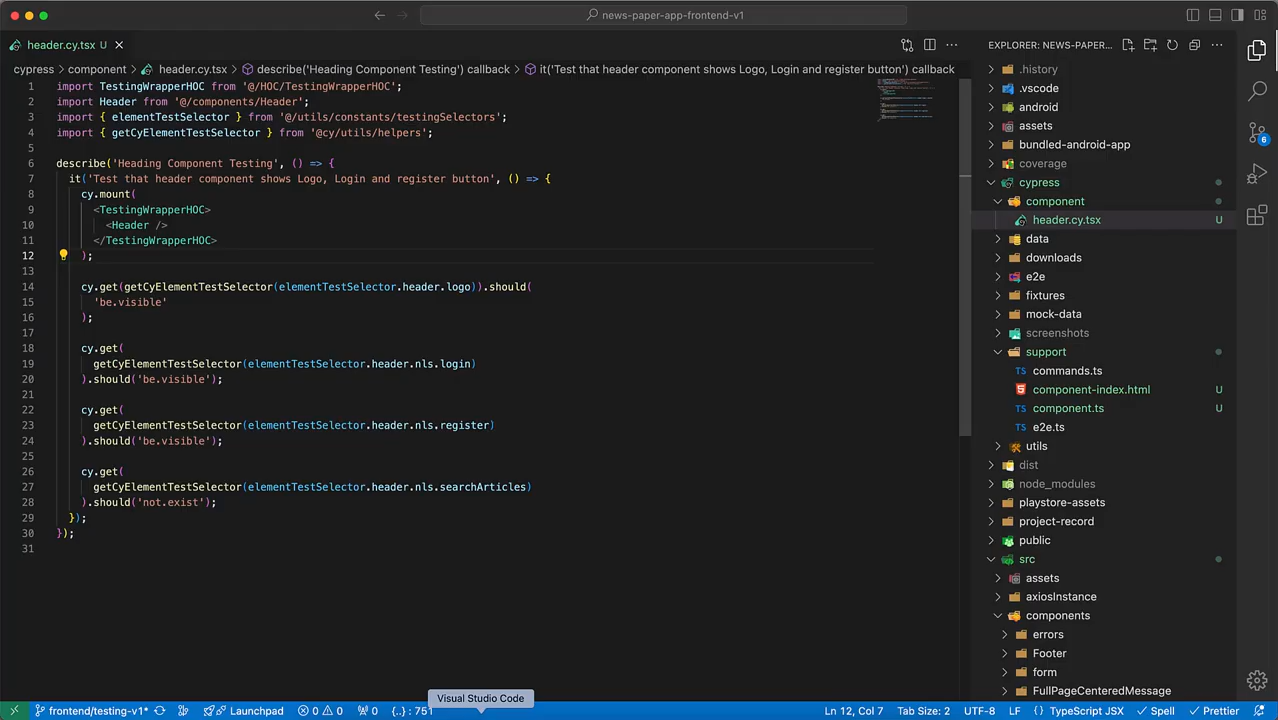 news-paper-app-frontend-v1
header.cy.tsx U
EXPLORER: NEWS-PAPER...
cypress > component > header.cy.tsx > describe('Heading Component Testing') callback > it('Test that header component shows Logo, Login and register button') callback
1 import TestingWrapperHOC from '@/HOC/TestingWrapperHOC';
2 import Header from '@/components/Header';
3 import { elementTestSelector } from '@/utils/constants/testingSelectors';
4 import { getCyElementTestSelector } from '@cy/utils/helpers';
5
6 describe('Heading Component Testing', () => {
7 it('Test that header component shows Logo, Login and register button', () => {
8 cy.mount(
9 <TestingWrapperHOC>
10 <Header />
11 </TestingWrapperHOC>
12 );
13
14 cy.get(getCyElementTestSelector(elementTestSelector.header.logo)).should(
15 'be.visible'
16 );
17
18 cy.get(
19 getCyElementTestSelector(elementTestSelector.header.nls.login)
20 ).should('be.visible');
21
22 cy.get(
23 getCyElementTestSelector(elementTestSelector.header.nls.register)
24 ).should('be.visible');
25
26 cy.get(
27 getCyElementTestSelector(elementTestSelector.header.nls.searchArticles)
28 ).should('not.exist');
29 });
30 });
31
.history
.vscode
android
assets
bundled-android-app
coverage
cypress
component
header.cy.tsx U
data
downloads
e2e
fixtures
mock-data
screenshots
support
TS commands.ts
component-index.html U
TS component.ts U
TS e2e.ts
utils
dist
node_modules
playstore-assets
project-record
public
src
assets
axiosInstance
components
errors
Footer
form
FullPageCenteredMessage
6
Visual Studio Code
frontend/testing-v1* Launchpad 0 0 0 {..} : 751 Ln 12, Col 7 Tab Size: 2 UTF-8 LF {} TypeScript JSX Spell Prettier